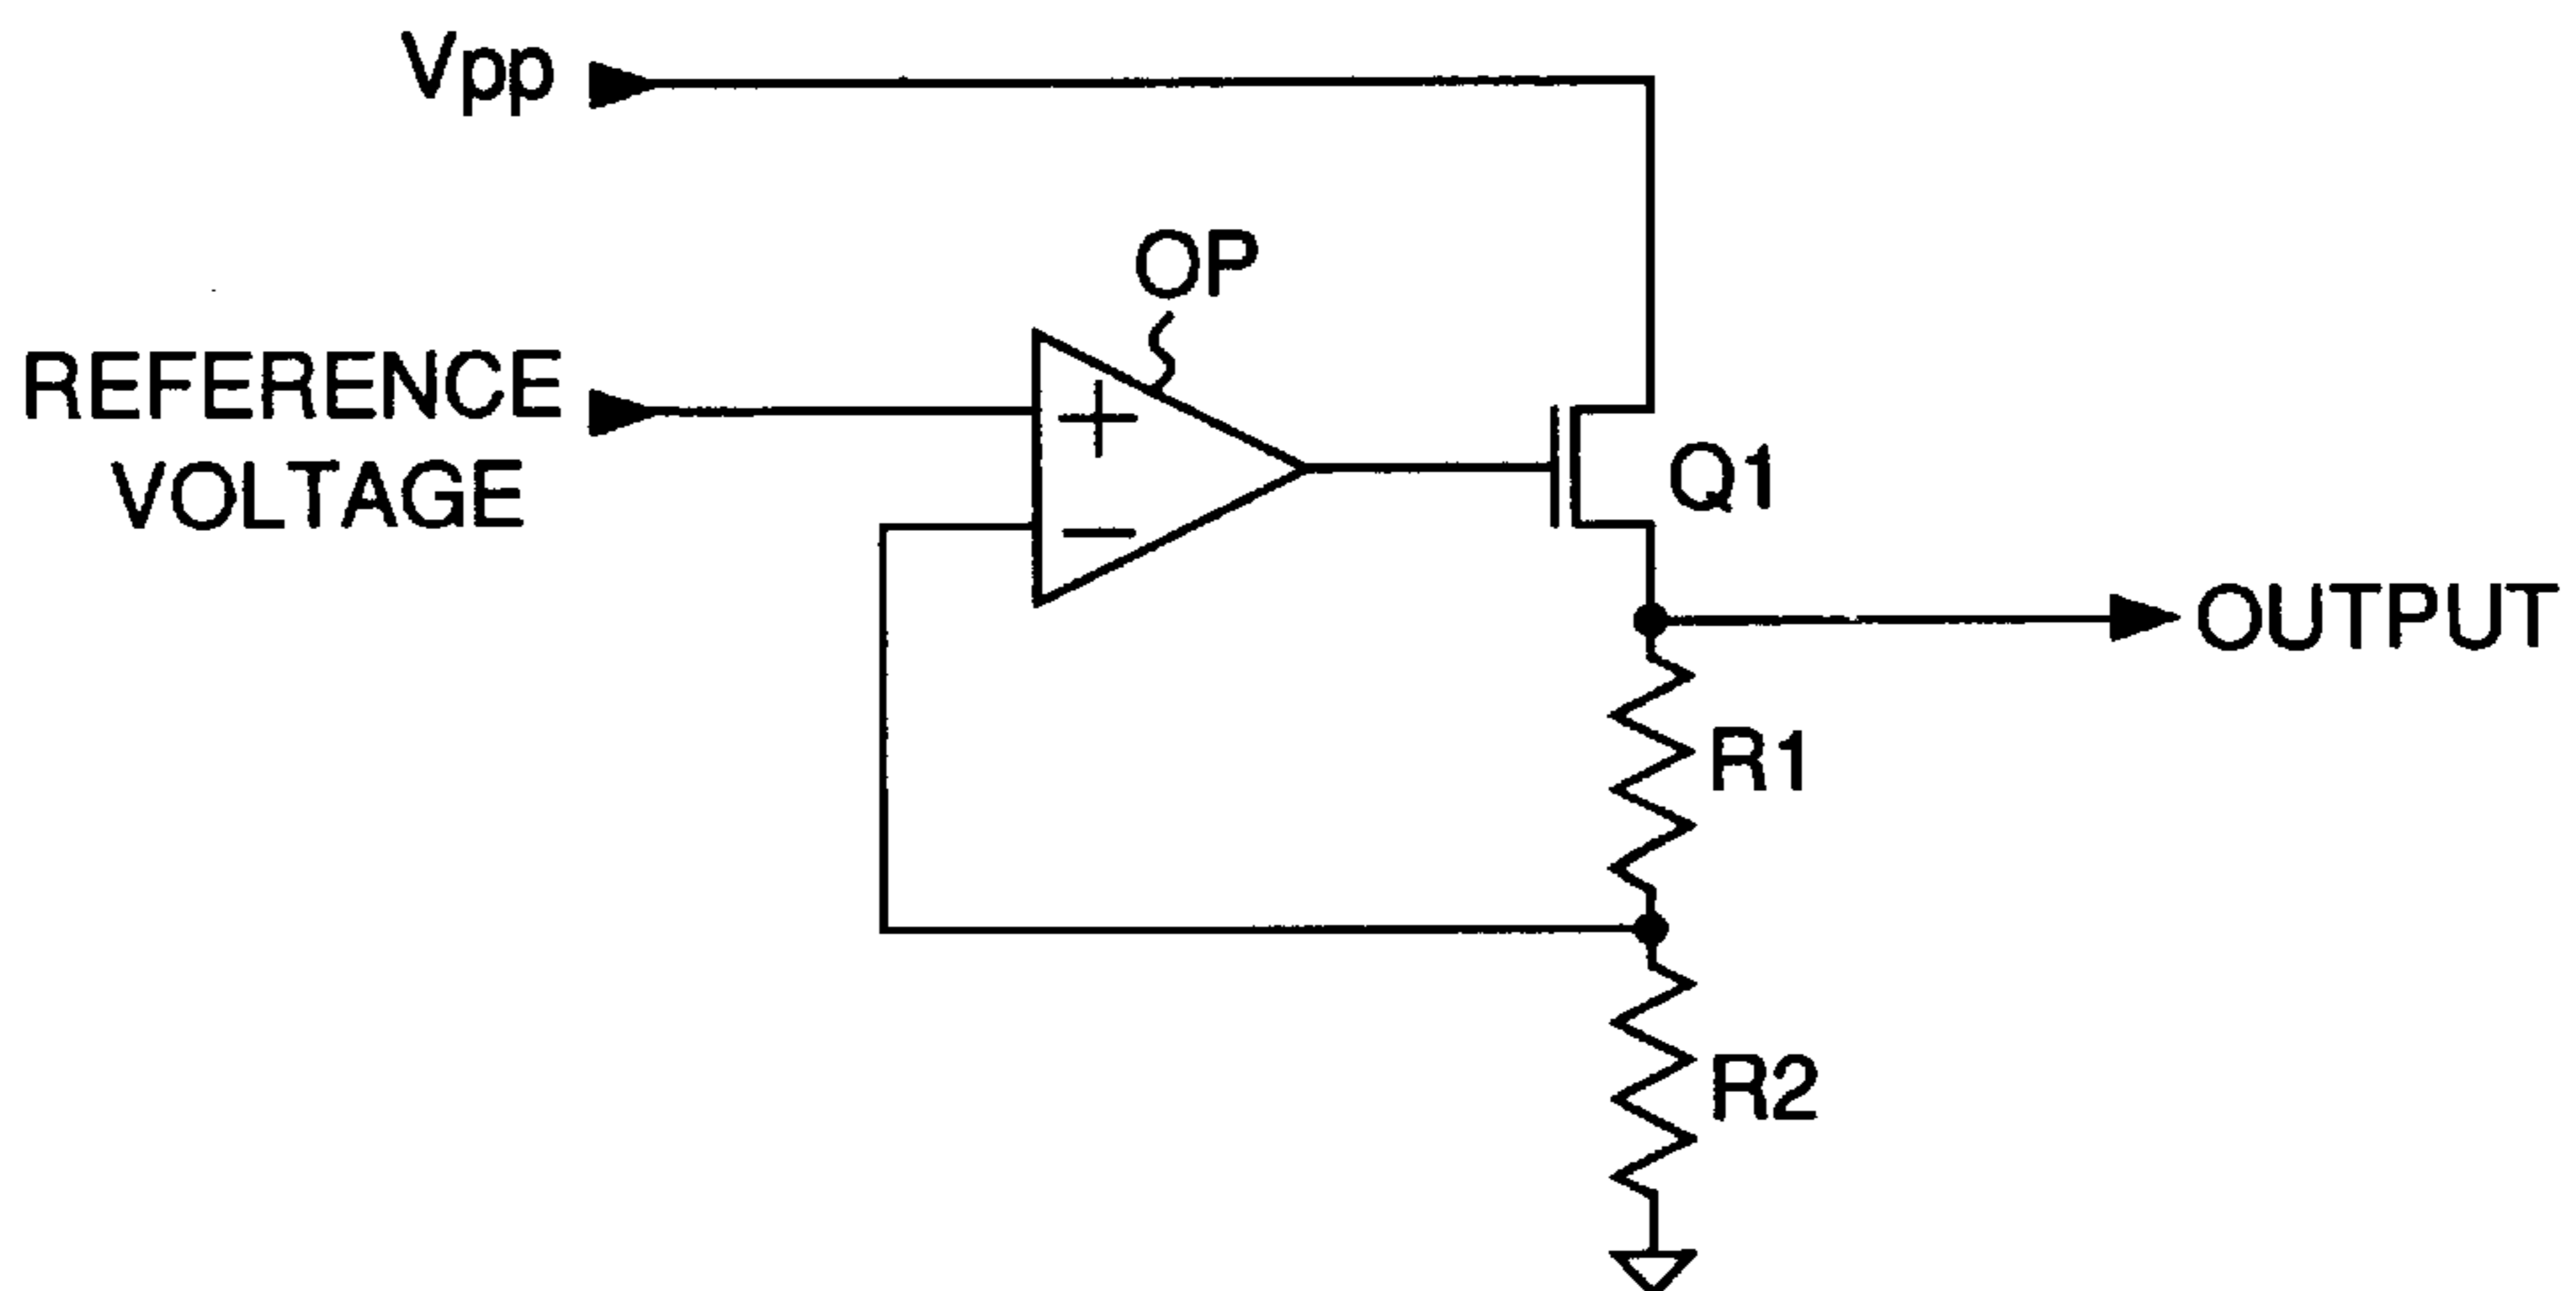 Vpp
OP
REFERENCE
VOLTAGE
+
−
Q1
OUTPUT
R1
R2